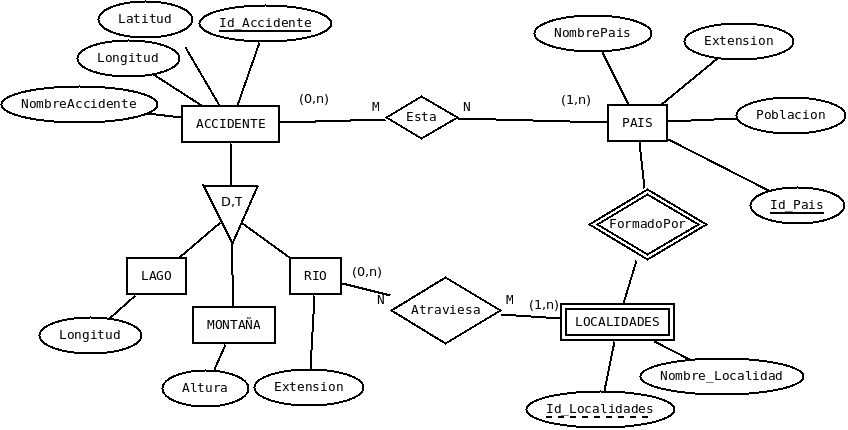 Latitud
Id_Accidente
NombrePais
Extension
Longitud
NombreAccidente
(0,n)
M
Esta
N
(1,n)
ACCIDENTE
PAIS
Poblacion
D,T
Id_Pais
FormadoPor
LAGO
RIO
(0,n)
N
Atraviesa
M
(1,n)
MONTAÑA
LOCALIDADES
Longitud
Altura
Extension
Nombre_Localidad
Id_Localidades